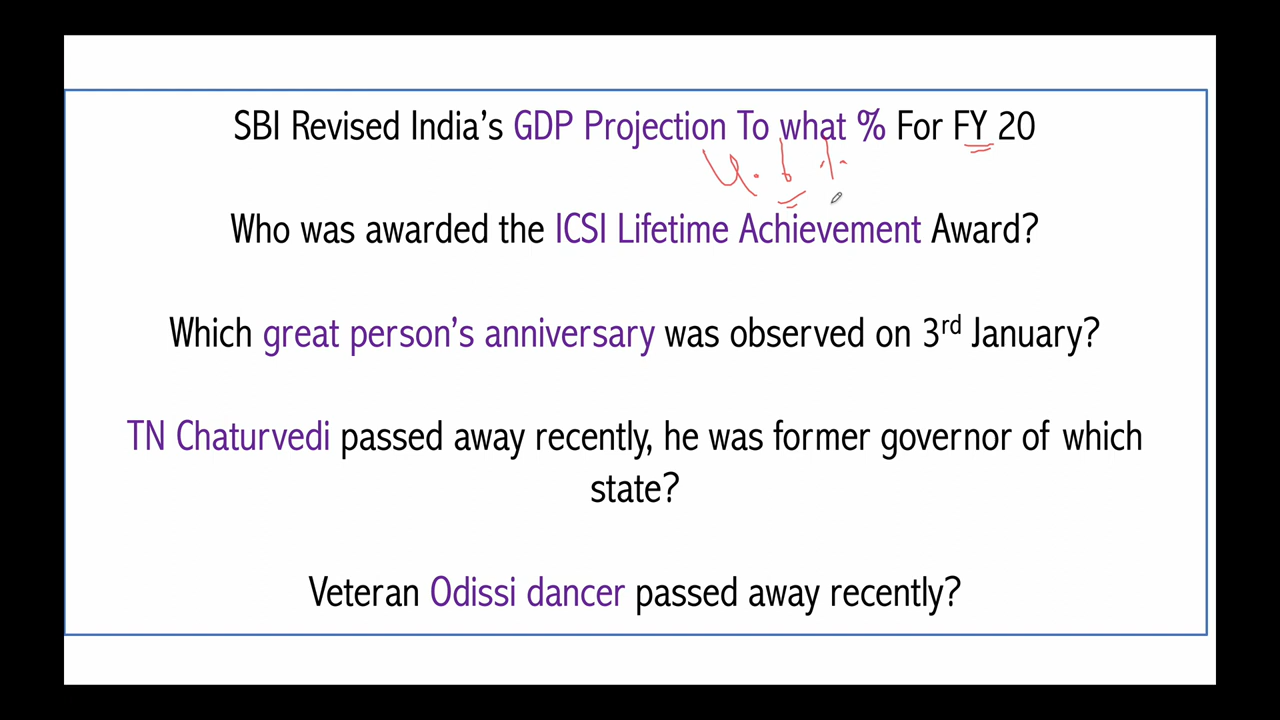 SBI Revised India's GDP Projection To what % For FY 20
4.6 %
Who was awarded the ICSI Lifetime Achievement Award?
Which great person's anniversary was observed on 3rd January?
TN Chaturvedi passed away recently, he was former governor of which
state?
Veteran Odissi dancer passed away recently?